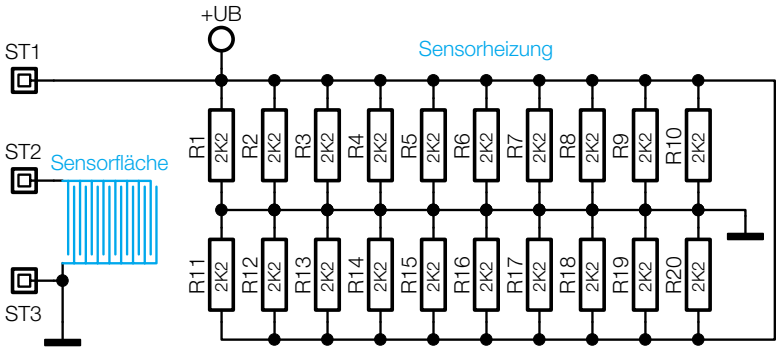 +UB
Sensorheizung
ST1
R1 2K2
R2 2K2
R3 2K2
R4 2K2
R5 2K2
R6 2K2
R7 2K2
R8 2K2
R9 2K2
R10 2K2
ST2
Sensorfläche
R11 2K2
R12 2K2
R13 2K2
R14 2K2
R15 2K2
R16 2K2
R17 2K2
R18 2K2
R19 2K2
R20 2K2
ST3